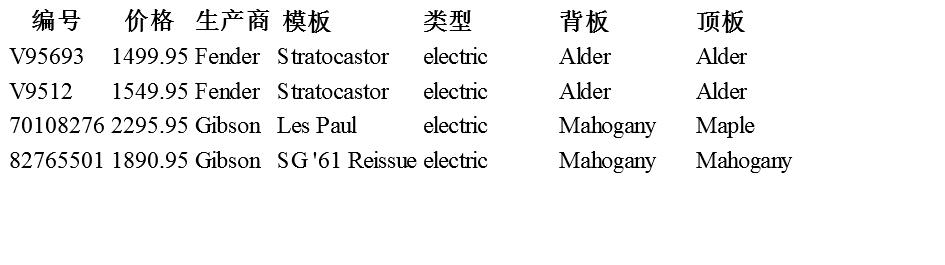 编号 价格 生产商 模板 类型 背板 顶板
V95693 1499.95 Fender Stratocastor electric Alder Alder
V9512 1549.95 Fender Stratocastor electric Alder Alder
70108276 2295.95 Gibson Les Paul electric Mahogany Maple
82765501 1890.95 Gibson SG '61 Reissue electric Mahogany Mahogany